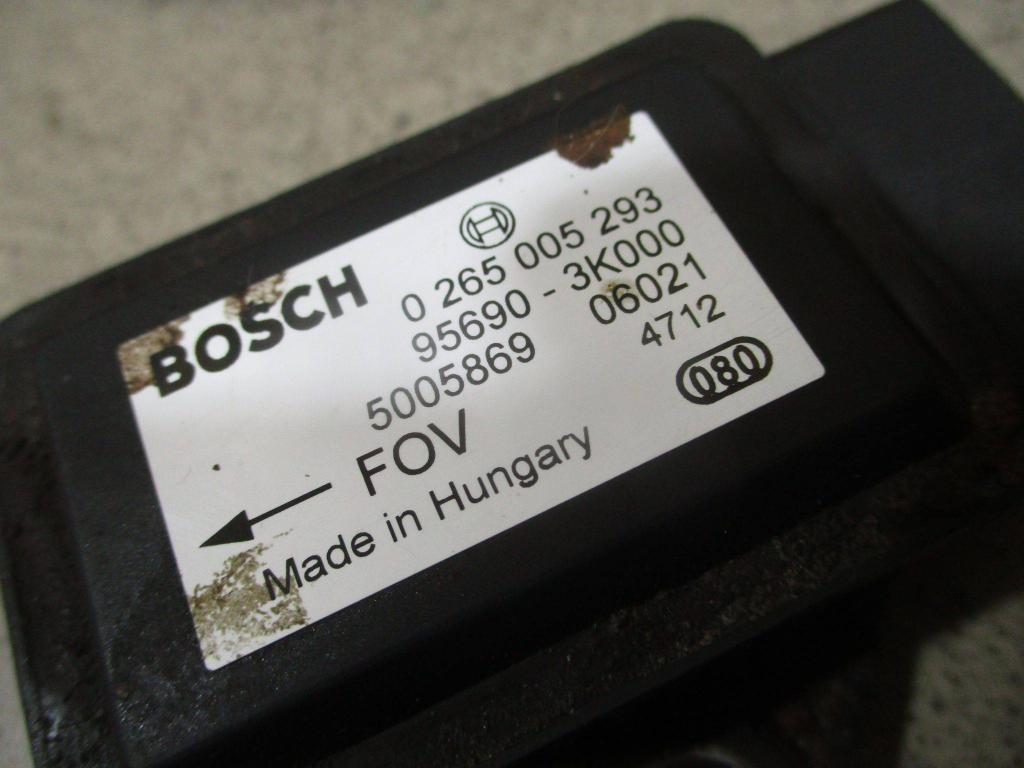 BOSCH
0 265 005 293
95690 - 3K000
5005869 06021
4712
FOV
080
Made in Hungary